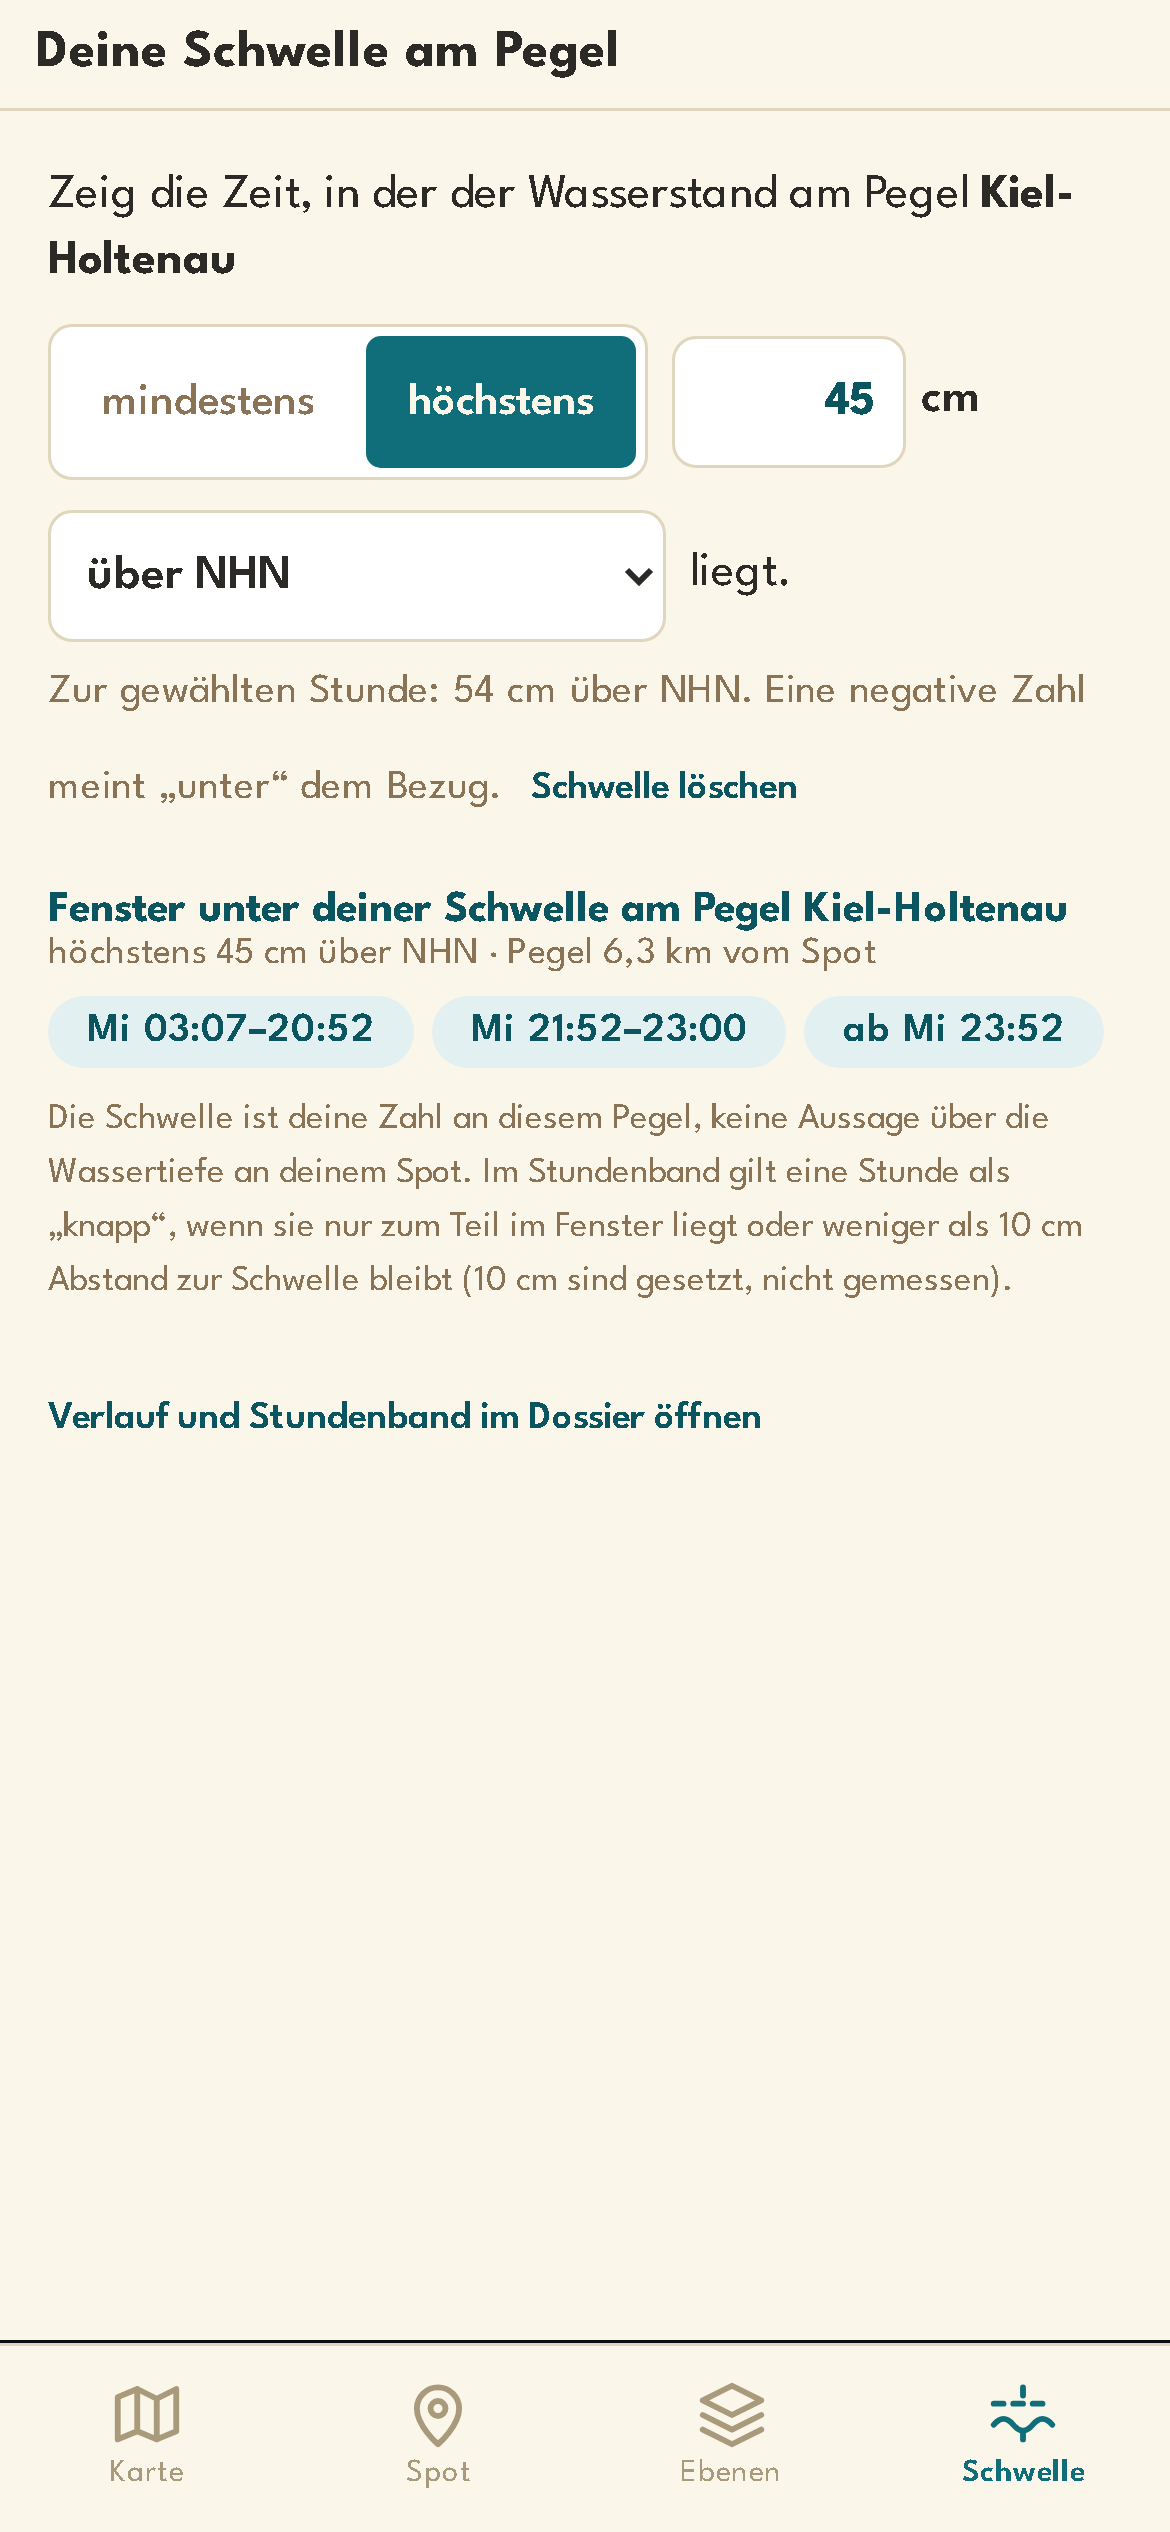 Deine Schwelle am Pegel
Zeig die Zeit, in der der Wasserstand am Pegel Kiel-
Holtenau
mindestens höchstens 45 cm
über NHN liegt.
Zur gewählten Stunde: 54 cm über NHN. Eine negative Zahl
meint „unter“ dem Bezug. Schwelle löschen
Fenster unter deiner Schwelle am Pegel Kiel-Holtenau
höchstens 45 cm über NHN · Pegel 6,3 km vom Spot
Mi 03:07–20:52 Mi 21:52–23:00 ab Mi 23:52
Die Schwelle ist deine Zahl an diesem Pegel, keine Aussage über die
Wassertiefe an deinem Spot. Im Stundenband gilt eine Stunde als
„knapp“, wenn sie nur zum Teil im Fenster liegt oder weniger als 10 cm
Abstand zur Schwelle bleibt (10 cm sind gesetzt, nicht gemessen).
Verlauf und Stundenband im Dossier öffnen
Karte Spot Ebenen Schwelle